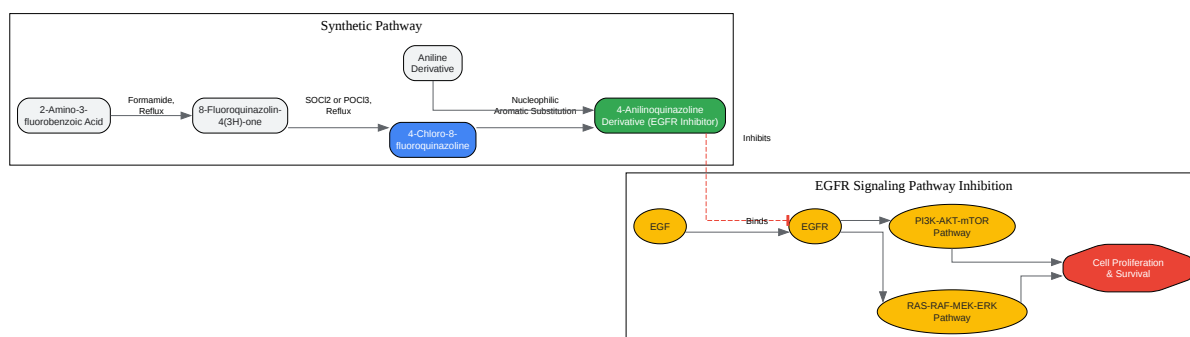 Synthetic Pathway
Aniline
Derivative
2-Amino-3-
fluorobenzoic Acid
Formamide,
Reflux
8-Fluoroquinazolin-
4(3H)-one
SOCl2 or POCl3,
Reflux
4-Chloro-8-
fluoroquinazoline
Nucleophilic
Aromatic Substitution
4-Anilinoquinazoline
Derivative (EGFR Inhibitor)
Inhibits
EGFR Signaling Pathway Inhibition
EGF
Binds
EGFR
PI3K-AKT-mTOR
Pathway
RAS-RAF-MEK-ERK
Pathway
Cell Proliferation
& Survival